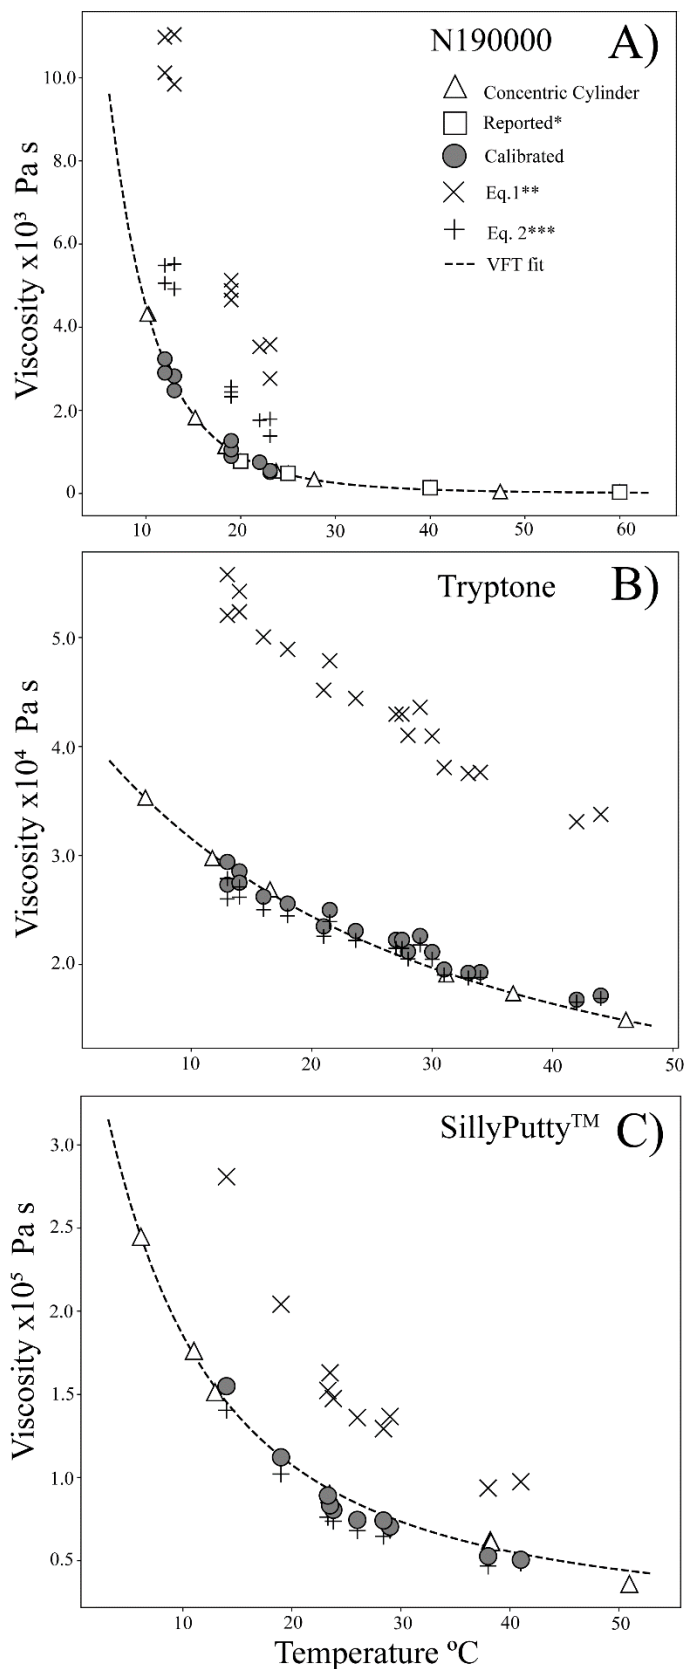 N190000
A)
Concentric Cylinder
Reported*
Calibrated
Eq.1**
Eq. 2***
VFT fit
Viscosity x10³ Pa s
10.0
8.0
6.0
4.0
2.0
0
10
20
30
40
50
60
Tryptone
B)
Viscosity x10⁴ Pa s
5.0
4.0
3.0
2.0
10
20
30
40
50
SillyPutty™
C)
Viscosity x10⁵ Pa s
3.0
2.5
2.0
1.5
1.0
0.5
10
20
30
40
50
Temperature ºC